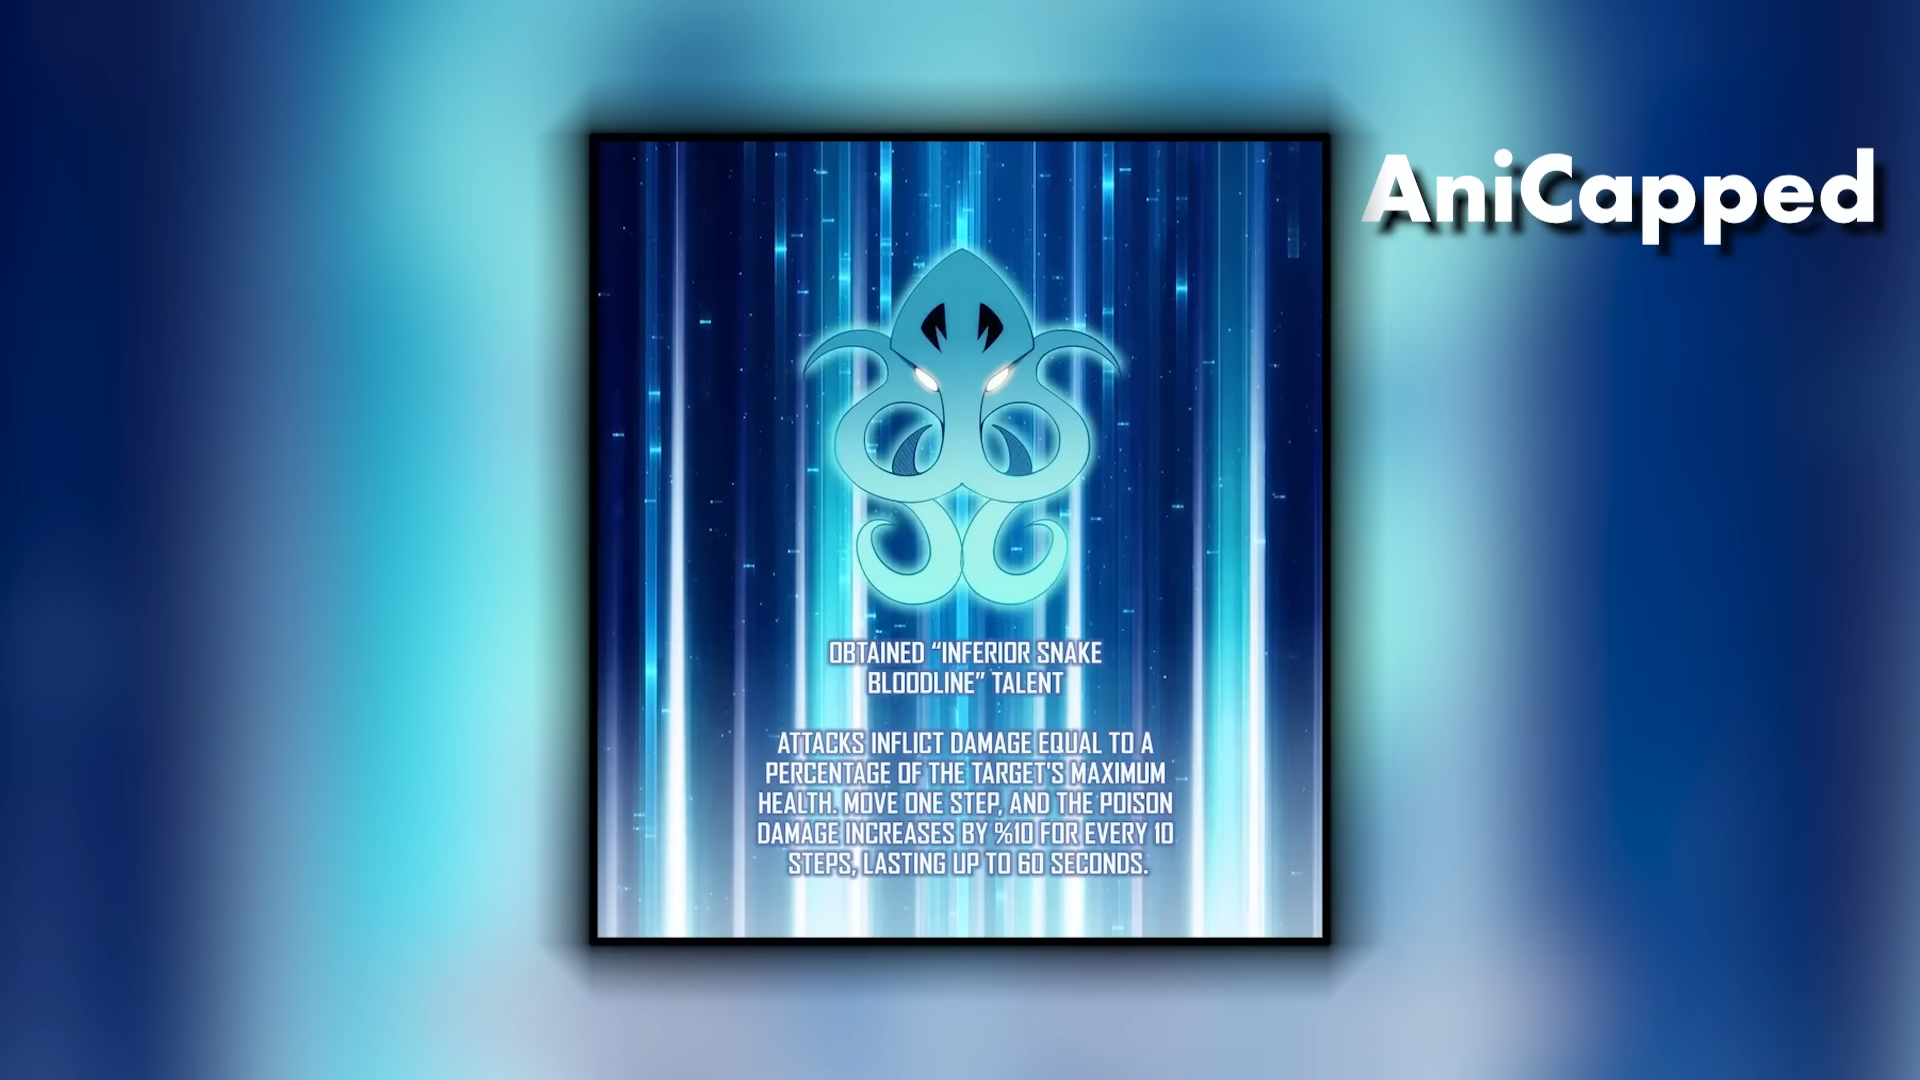 AniCapped
OBTAINED “INFERIOR SNAKE
BLOODLINE” TALENT
ATTACKS INFLICT DAMAGE EQUAL TO A
PERCENTAGE OF THE TARGET'S MAXIMUM
HEALTH. MOVE ONE STEP, AND THE POISON
DAMAGE INCREASES BY %10 FOR EVERY 10
STEPS, LASTING UP TO 60 SECONDS.